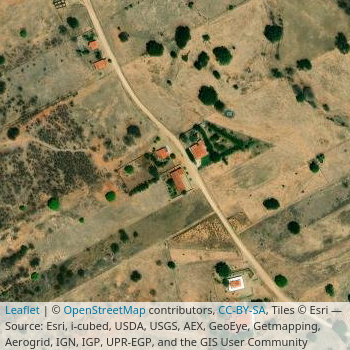 Leaflet | © OpenStreetMap contributors, CC-BY-SA, Tiles © Esri —
Source: Esri, i-cubed, USDA, USGS, AEX, GeoEye, Getmapping,
Aerogrid, IGN, IGP, UPR-EGP, and the GIS User Community